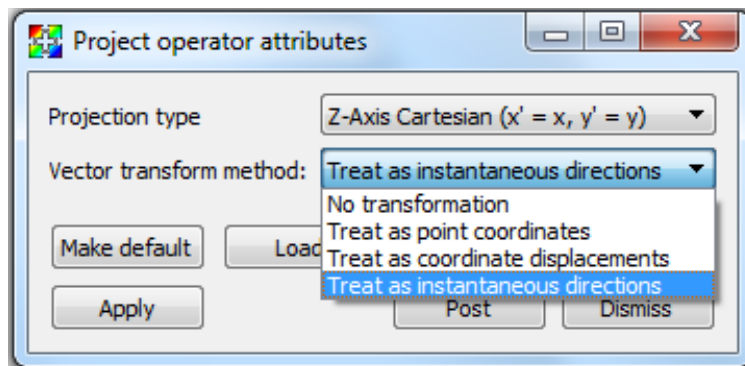 Project operator attributes
Projection type
Z-Axis Cartesian (x' = x, y' = y)
Vector transform method:
Treat as instantaneous directions
No transformation
Treat as point coordinates
Treat as coordinate displacements
Treat as instantaneous directions
Make default
Apply
Post
Dismiss